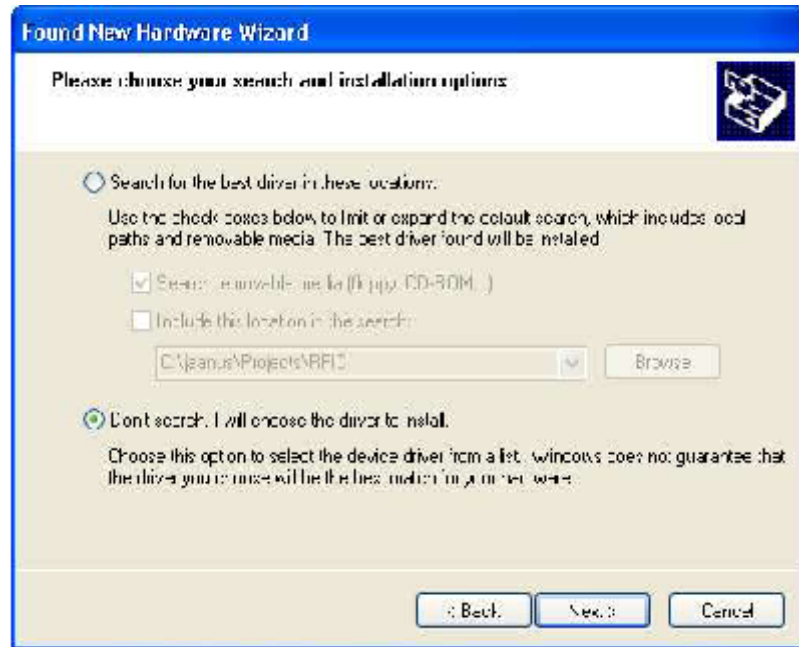 Found New Hardware Wizard
Please choose your search and installation options.
Search for the best driver in these locations.
Use the check boxes below to limit or expand the default search, which includes local
paths and removable media. The best driver found will be installed.
Search removable media (floppy, CD-ROM...)
Include this location in the search:
C:\jaanus\Projects\RFID
Browse
Don't search. I will choose the driver to install.
Choose this option to select the device driver from a list. Windows does not guarantee that
the driver you choose will be the best match for your hardware.
< Back
Next >
Cancel